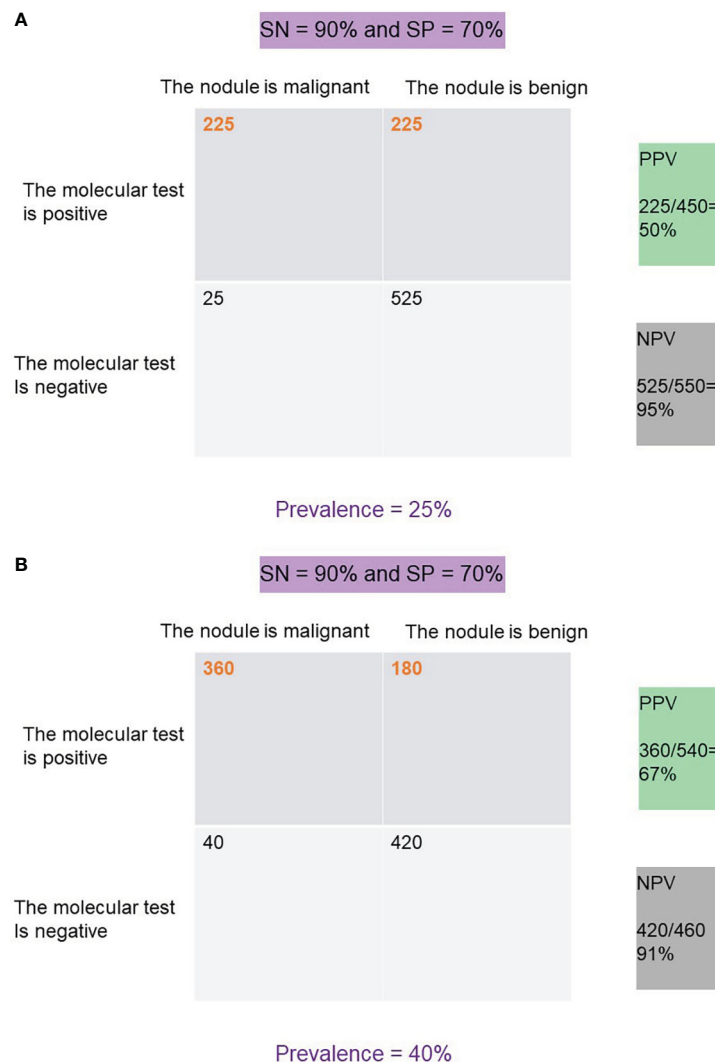 A
SN = 90% and SP = 70%
The nodule is malignant
The nodule is benign
225
225
The molecular test
is positive
PPV
225/450=
50%
25
525
The molecular test
Is negative
NPV
525/550=
95%
Prevalence = 25%
B
SN = 90% and SP = 70%
The nodule is malignant
The nodule is benign
360
180
The molecular test
is positive
PPV
360/540=
67%
40
420
The molecular test
Is negative
NPV
420/460
91%
Prevalence = 40%